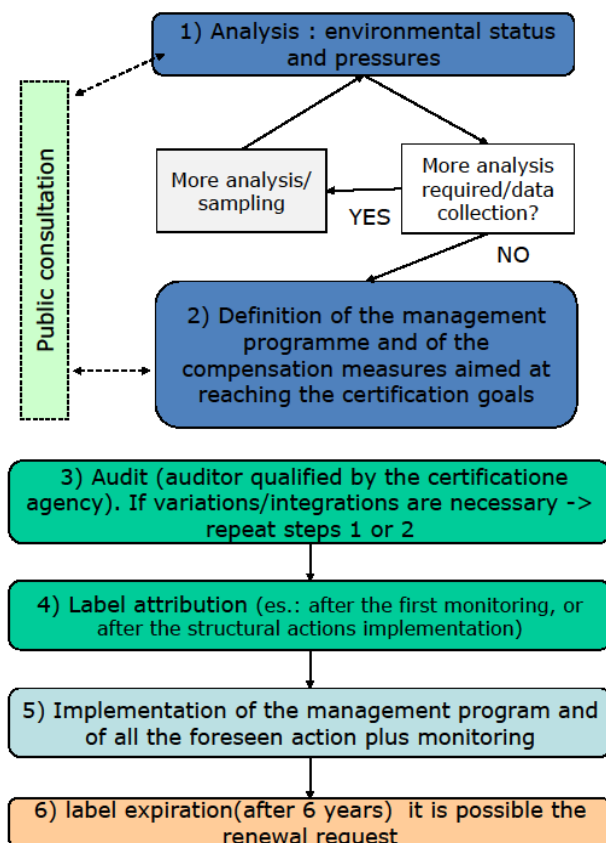 1) Analysis : environmental status
and pressures
Public consultation
More analysis/
sampling
More analysis
required/data
collection?
YES
NO
2) Definition of the management
programme and of the
compensation measures aimed at
reaching the certification goals
3) Audit (auditor qualified by the certificatione
agency). If variations/integrations are necessary ->
repeat steps 1 or 2
4) Label attribution (es.: after the first monitoring, or
after the structural actions implementation)
5) Implementation of the management program and
of all the foreseen action plus monitoring
6) label expiration(after 6 years)  it is possible the
renewal request